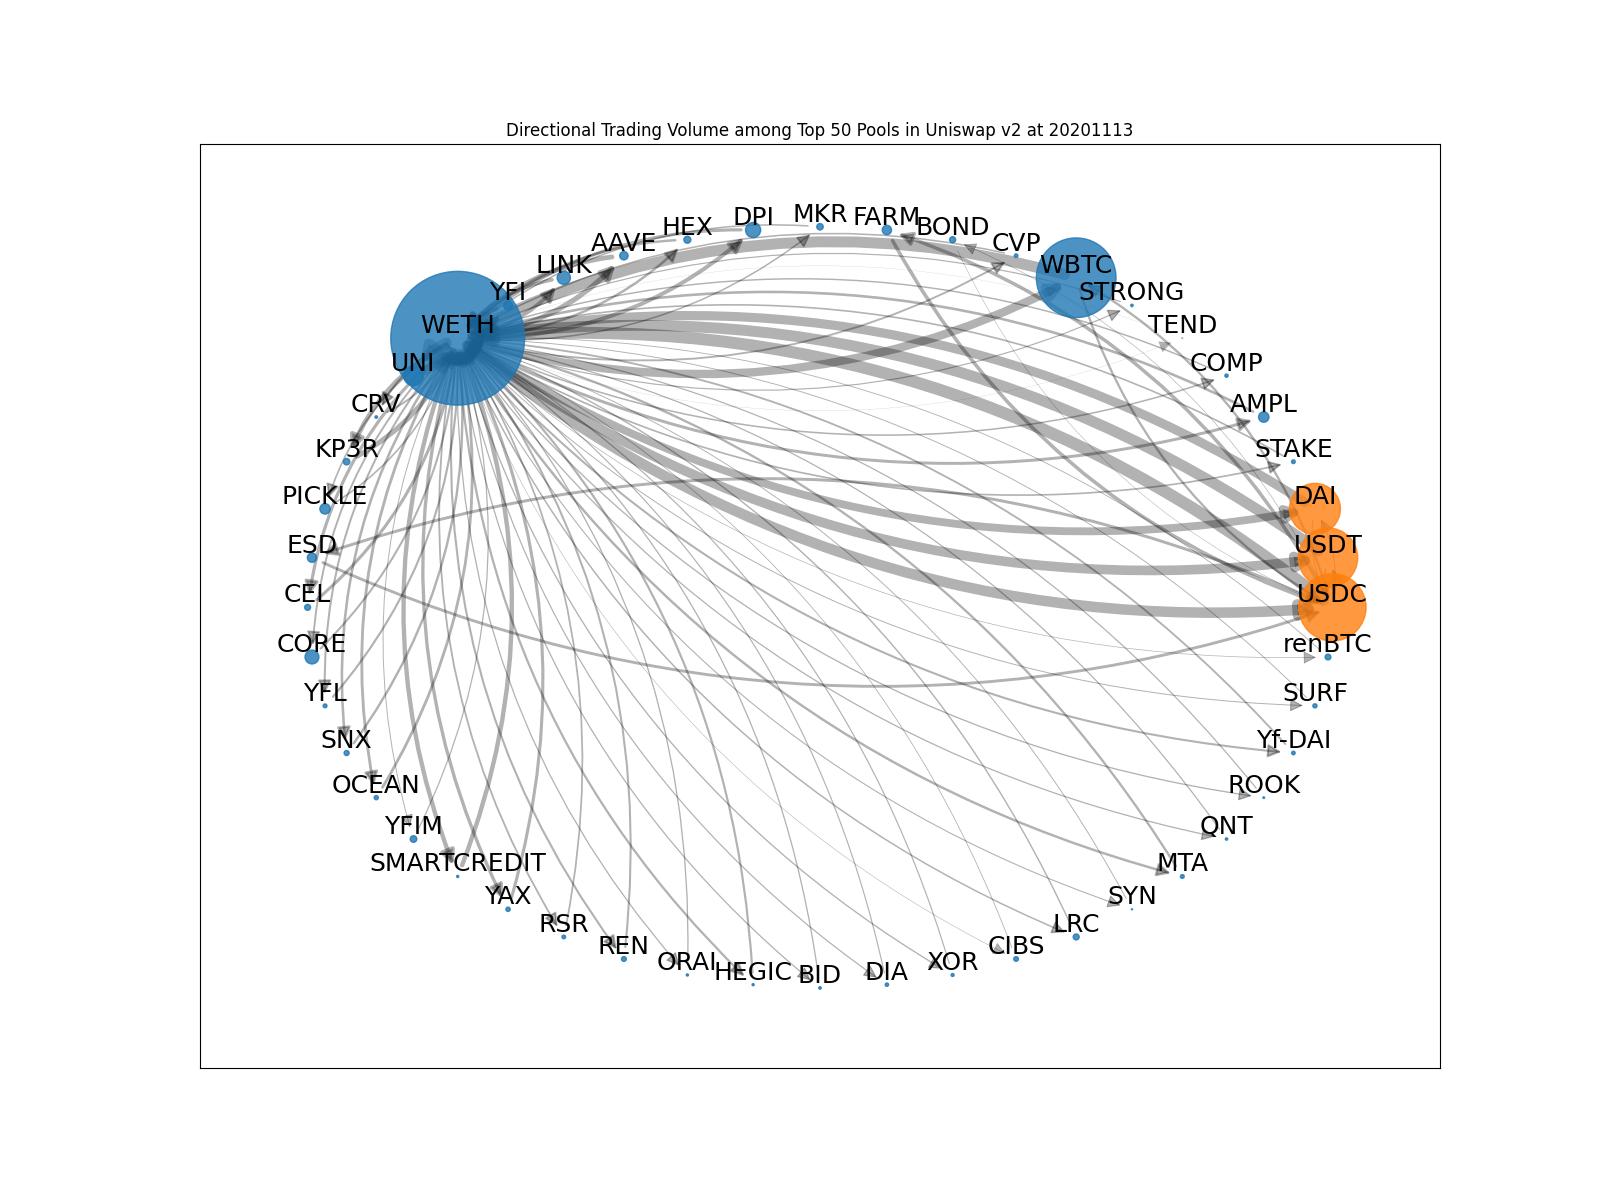 Directional Trading Volume among Top 50 Pools in Uniswap v2 at 20201113
MKR
DPI
FARM
HEX
BOND
AAVE
CVP
LINK
WBTC
YFI
STRONG
WETH
TEND
UNI
COMP
CRV
AMPL
KP3R
STAKE
PICKLE
DAI
ESD
USDT
CEL
USDC
CORE
renBTC
YFL
SURF
SNX
Yf-DAI
OCEAN
ROOK
YFIM
QNT
SMARTCREDIT
MTA
YAX
SYN
RSR
LRC
REN
CIBS
ORAI
XOR
HEGIC
DIA
BID